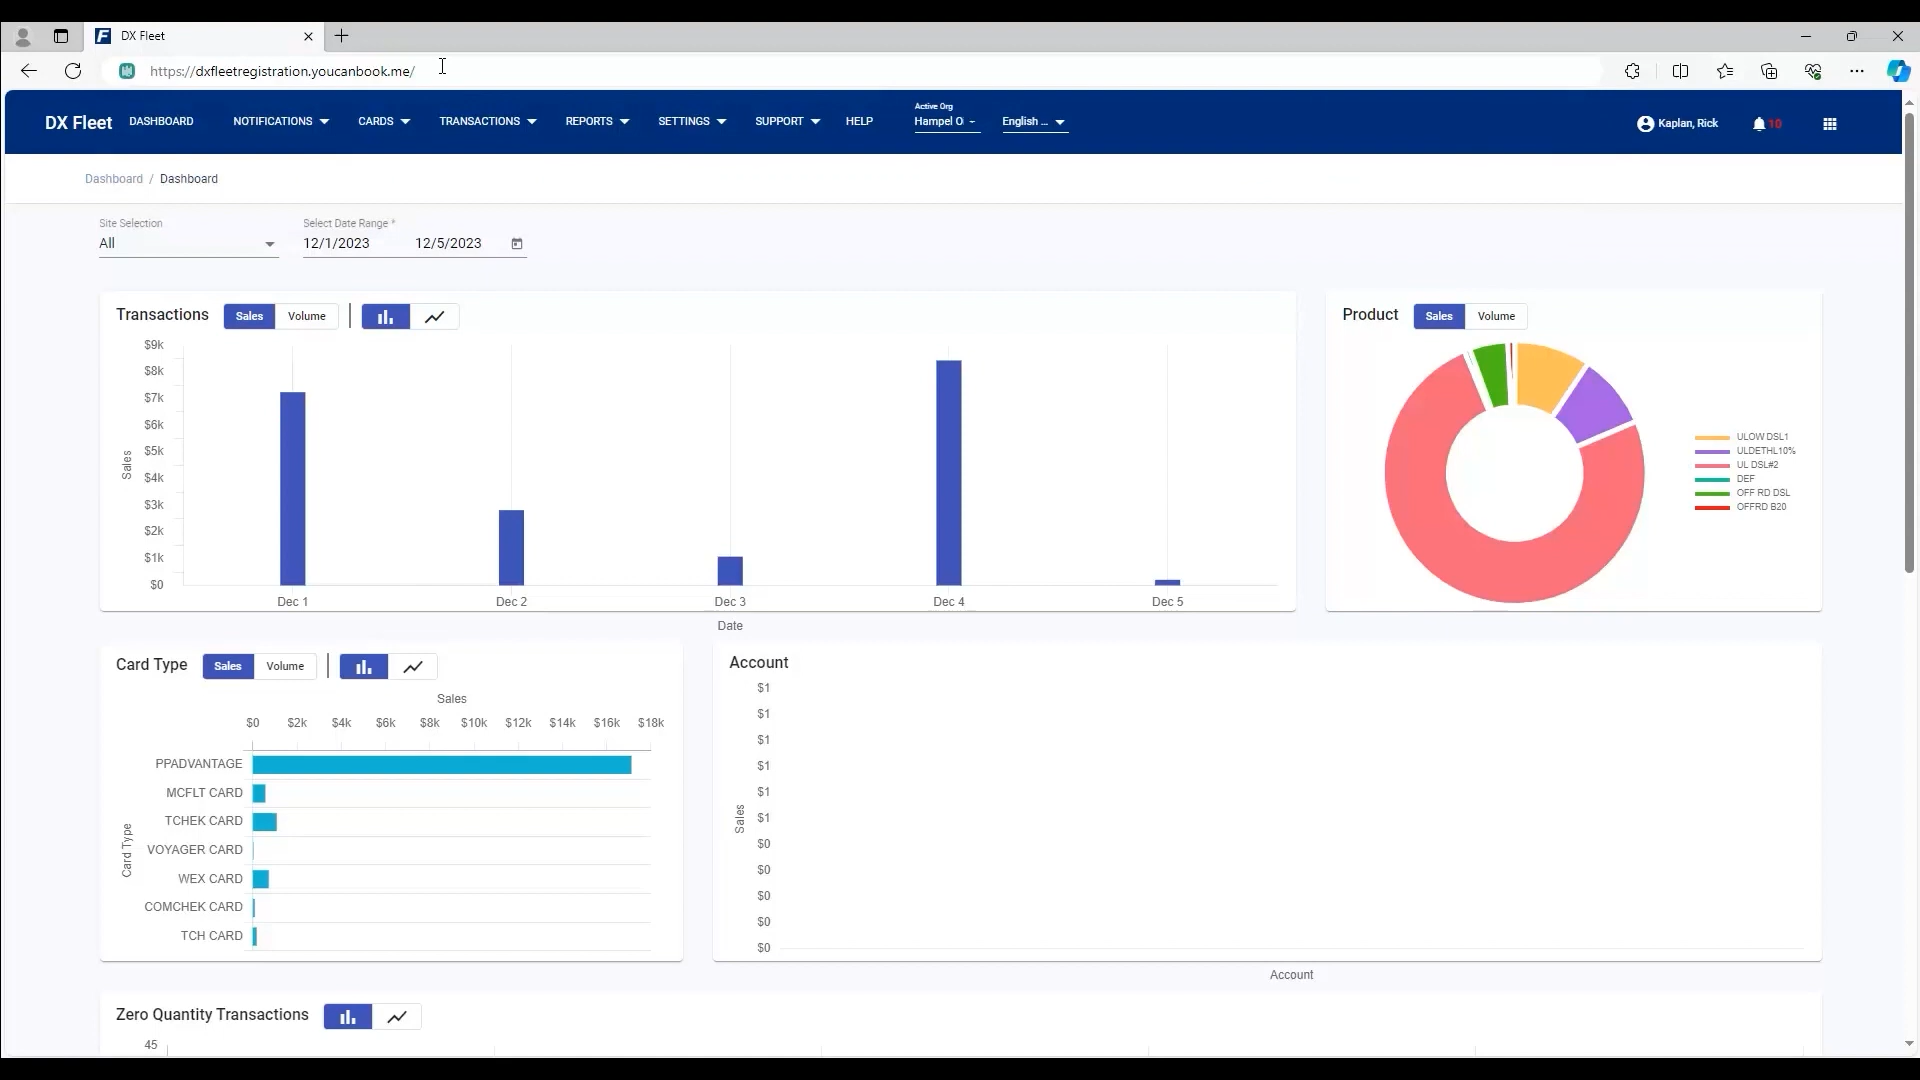 DX Fleet
https://dxfleetregistration.youcanbook.me/
DX Fleet DASHBOARD NOTIFICATIONS CARDS TRANSACTIONS REPORTS SETTINGS SUPPORT HELP
Active Org
Hampel O
English ...
Kaplan, Rick
10
Dashboard / Dashboard
Site Selection
All
Select Date Range *
12/1/2023 12/5/2023
Transactions Sales Volume
$9k
$8k
$7k
$6k
$5k
$4k
$3k
$2k
$1k
$0
Sales
Dec 1 Dec 2 Dec 3 Dec 4 Dec 5
Date
Product Sales Volume
ULOW DSL1
ULDETHL10%
UL DSL#2
DEF
OFF RD DSL
OFFRD B20
Card Type Sales Volume
Sales
$0 $2k $4k $6k $8k $10k $12k $14k $16k $18k
PPADVANTAGE
MCFLT CARD
TCHEK CARD
VOYAGER CARD
WEX CARD
COMCHEK CARD
TCH CARD
Card Type
Account
$1
$1
$1
$1
$1
$1
$0
$0
$0
$0
$0
Sales
Account
Zero Quantity Transactions
45